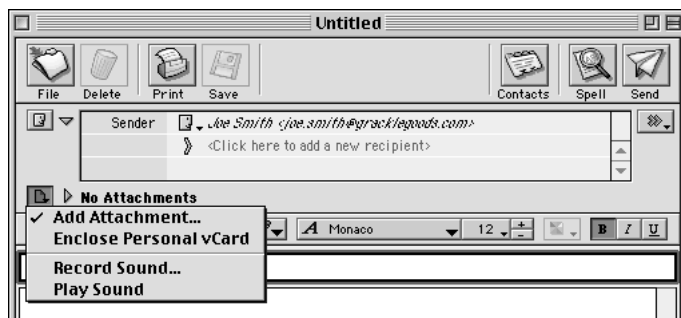 Untitled
File Delete Print Save Contacts Spell Send
Sender Joe Smith <joe.smith@gracklegoods.com>
<Click here to add a new recipient>
No Attachments
✓ Add Attachment...
Enclose Personal vCard
A Monaco 12 B I U
Record Sound...
Play Sound